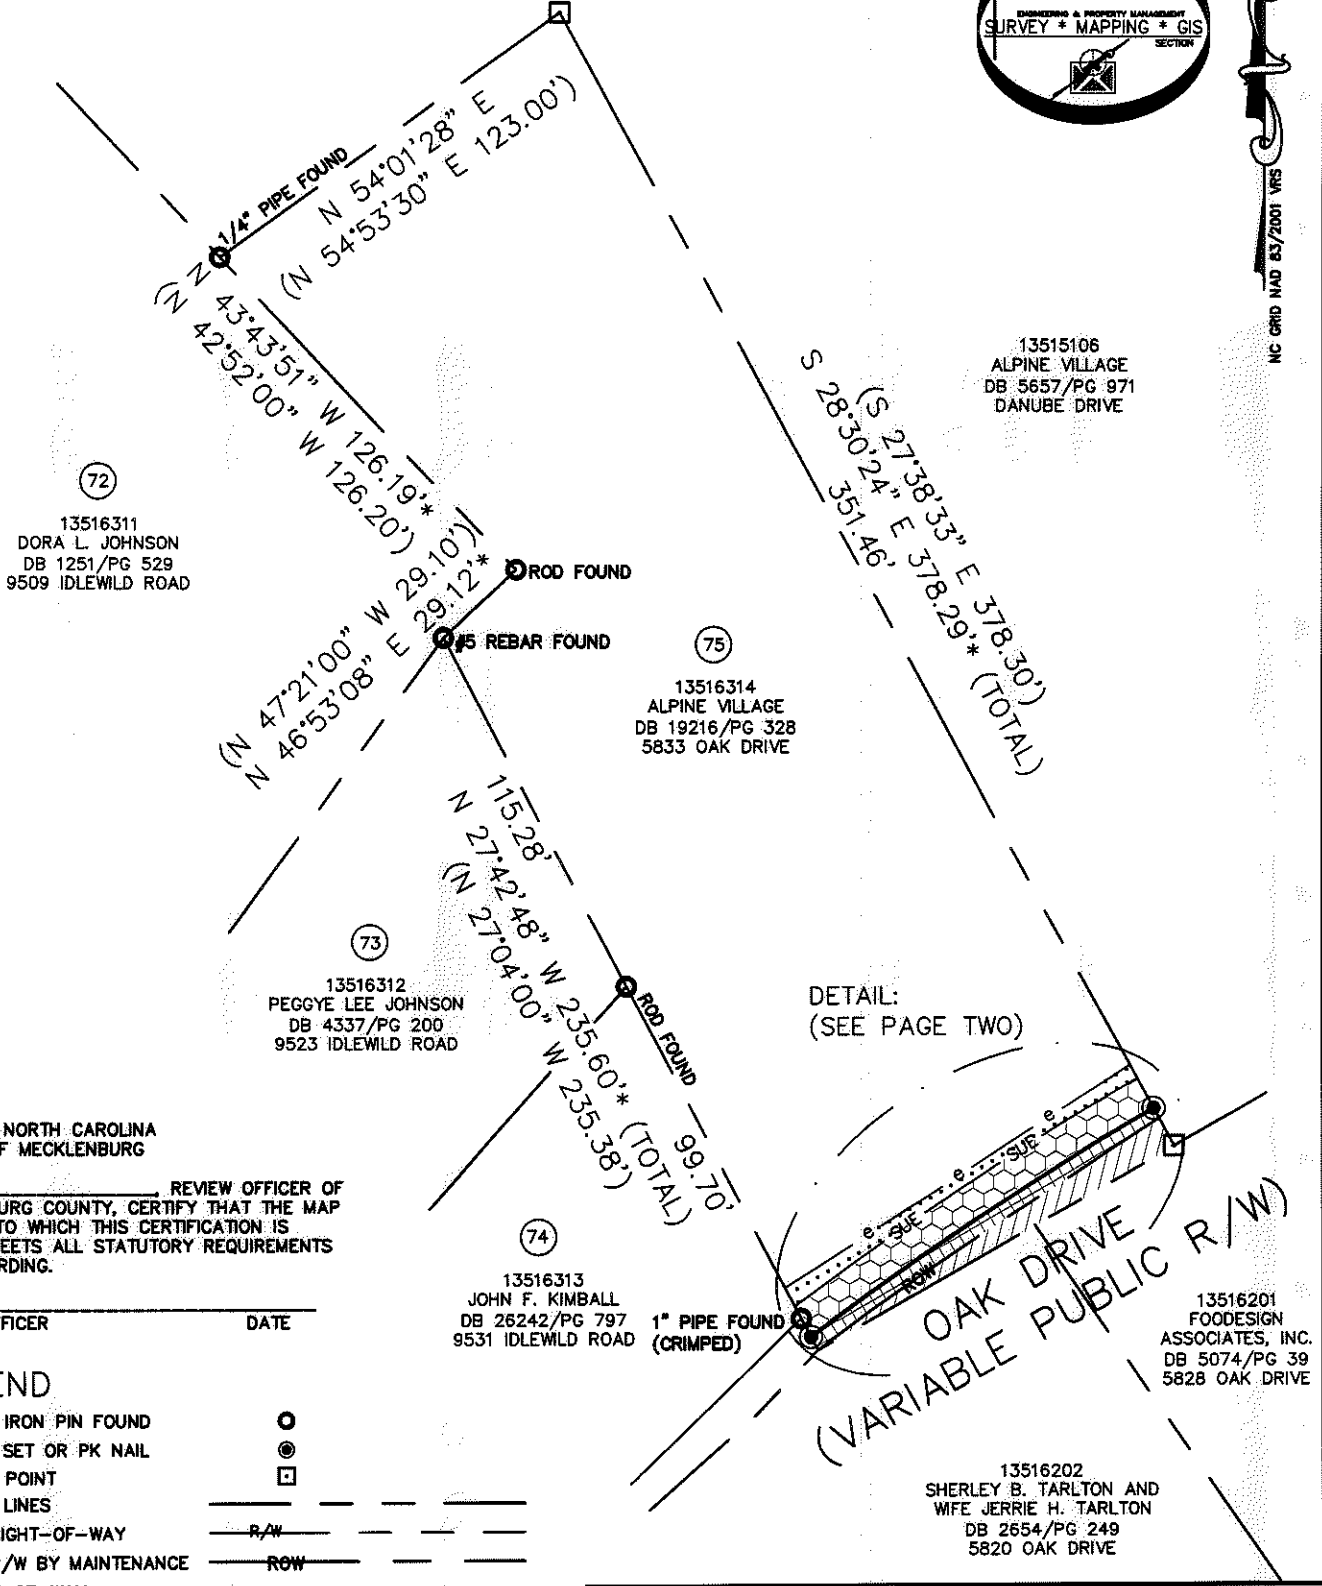 ENGINEERING & PROPERTY MANAGEMENT
SURVEY * MAPPING * GIS
SECTION
NC GRID NAD 83/2001 VRS
1/4" PIPE FOUND
N 54°01'28" E
(N 54°53'30" E 123.00')
N 43°43'51" W 126.19'*
(N 42°52'00" W 126.20')
13515106
ALPINE VILLAGE
DB 5657/PG 971
DANUBE DRIVE
(S 27°38'33" E 378.30')
S 28°30'24" E 378.29'* (TOTAL)
351.46'
72
13516311
DORA L. JOHNSON
DB 1251/PG 529
9509 IDLEWILD ROAD
ROD FOUND
#5 REBAR FOUND
(N 47°21'00" W 29.10')
N 46°53'08" E 29.12'*
75
13516314
ALPINE VILLAGE
DB 19216/PG 328
5833 OAK DRIVE
115.28'
N 27°42'48" W 235.60'* (TOTAL)
(N 27°04'00" W 235.38')
73
13516312
PEGGYE LEE JOHNSON
DB 4337/PG 200
9523 IDLEWILD ROAD
ROD FOUND
99.70'
DETAIL:
(SEE PAGE TWO)
e SUE e SUE e
ROW
OAK DRIVE
(VARIABLE PUBLIC R/W)
NORTH CAROLINA
F MECKLENBURG
, REVIEW OFFICER OF
URG COUNTY, CERTIFY THAT THE MAP
TO WHICH THIS CERTIFICATION IS
EETS ALL STATUTORY REQUIREMENTS
RDING.
FICER DATE
74
13516313
JOHN F. KIMBALL
DB 26242/PG 797
9531 IDLEWILD ROAD
1" PIPE FOUND
(CRIMPED)
13516201
FOODESIGN
ASSOCIATES, INC.
DB 5074/PG 39
5828 OAK DRIVE
13516202
SHERLEY B. TARLTON AND
WIFE JERRIE H. TARLTON
DB 2654/PG 249
5820 OAK DRIVE
END
IRON PIN FOUND
SET OR PK NAIL
POINT
LINES
IGHT-OF-WAY R/W
/W BY MAINTENANCE ROW